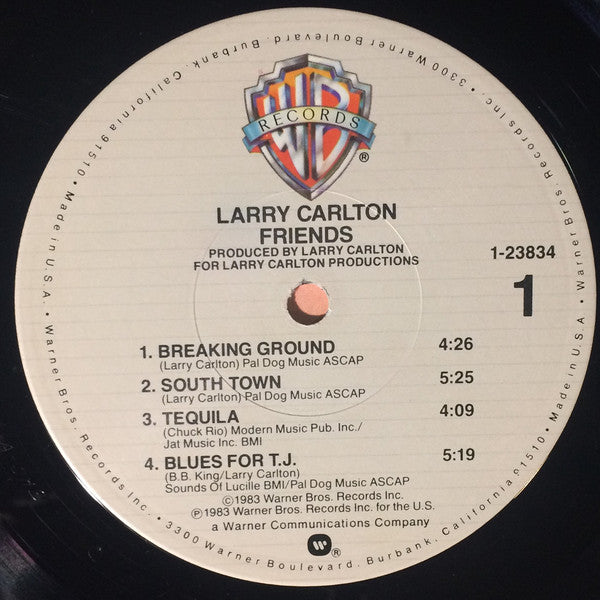 WB
RECORDS
®
LARRY CARLTON
FRIENDS
PRODUCED BY LARRY CARLTON
FOR LARRY CARLTON PRODUCTIONS
1-23834
1
1. BREAKING GROUND 4:26
(Larry Carlton) Pal Dog Music ASCAP
2. SOUTH TOWN 5:25
(Larry Carlton) Pal Dog Music ASCAP
3. TEQUILA 4:09
(Chuck Rio) Modern Music Pub. Inc./
Jat Music Inc. BMI
4. BLUES FOR T.J. 5:19
(B.B. King/Larry Carlton)
Sounds Of Lucille BMI/Pal Dog Music ASCAP
©1983 Warner Bros. Records Inc.
℗1983 Warner Bros. Records Inc. for the U.S.
a Warner Communications Company
W®
Warner Bros. Records Inc. • 3300 Warner Boulevard, Burbank, California 91510 • Made in U.S.A. •
Warner Bros. Records Inc. • 3300 Warner Boulevard, Burbank, California 91510 • Made in U.S.A. •